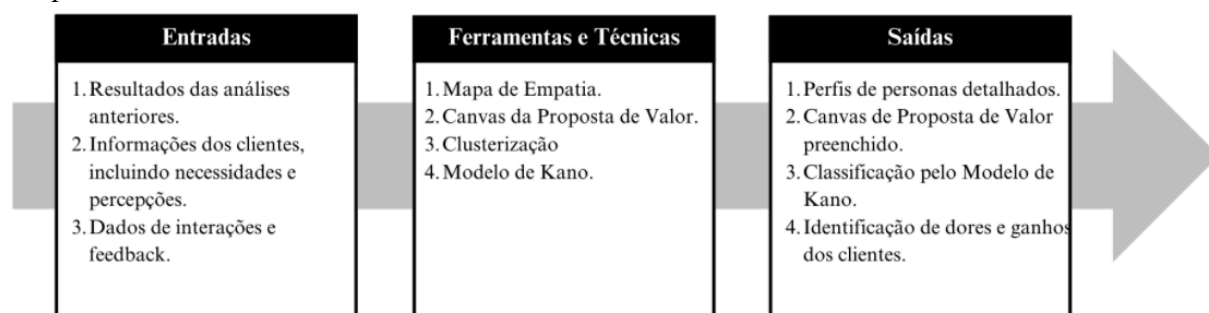 Entradas
1. Resultados das análises
anteriores.
2. Informações dos clientes,
incluindo necessidades e
percepções.
3. Dados de interações e
feedback.
Ferramentas e Técnicas
1. Mapa de Empatia.
2. Canvas da Proposta de Valor.
3. Clusterização
4. Modelo de Kano.
Saídas
1. Perfis de personas detalhados.
2. Canvas de Proposta de Valor
preenchido.
3. Classificação pelo Modelo de
Kano.
4. Identificação de dores e ganhos
dos clientes.